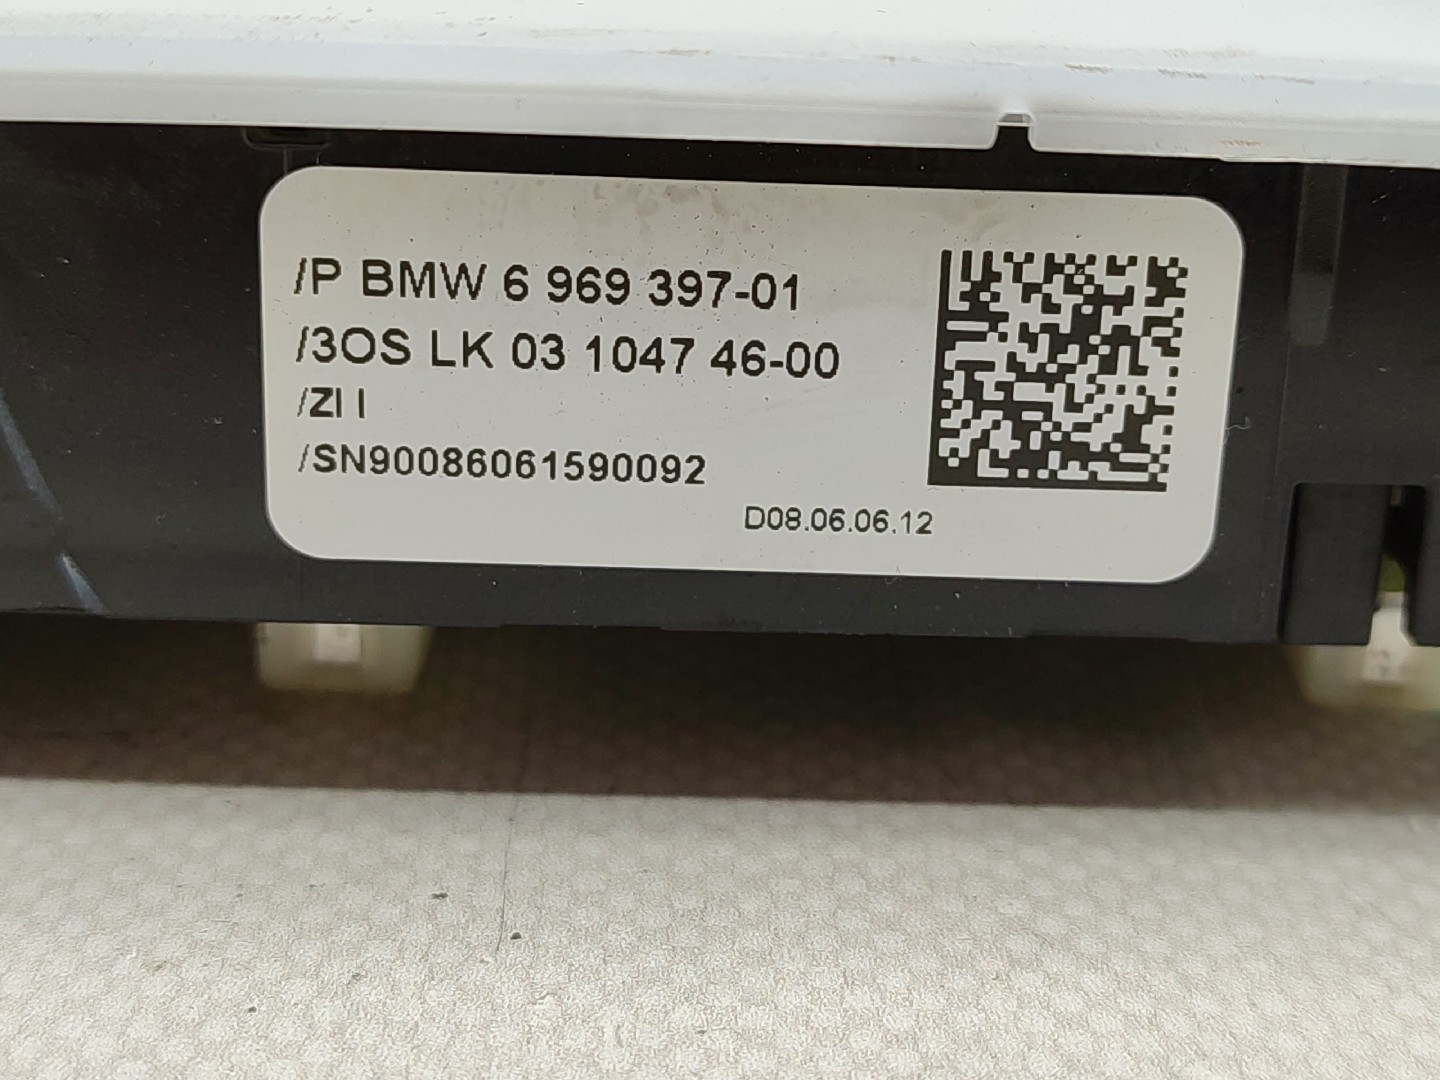 /P BMW 6 969 397-01
/3OS LK 03 1047 46-00
/ZI I
/SN90086061590092
D08.06.06.12